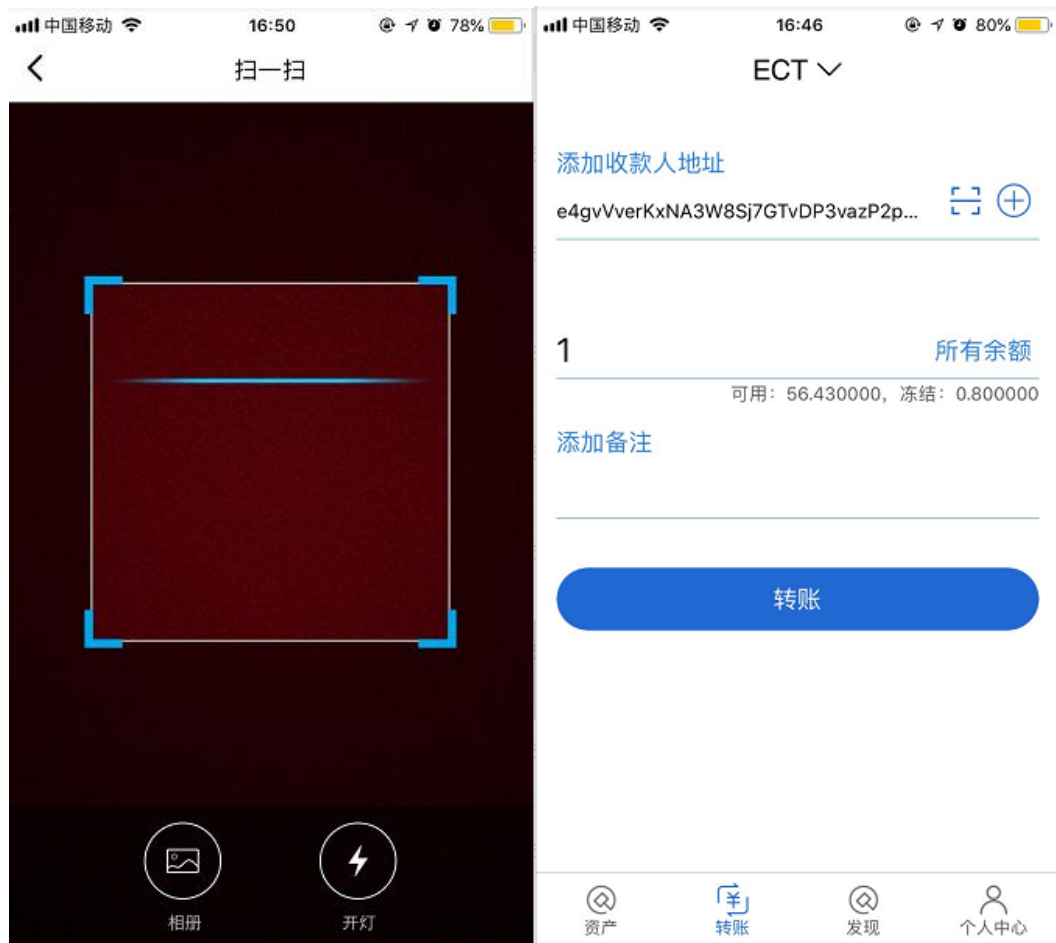 中国移动 16:50 78%
扫一扫
相册 开灯
中国移动 16:46 80%
ECT
添加收款人地址
e4gvVverKxNA3W8Sj7GTvDP3vazP2p...
1 所有余额
可用：56.430000，冻结：0.800000
添加备注
转账
资产 转账 发现 个人中心